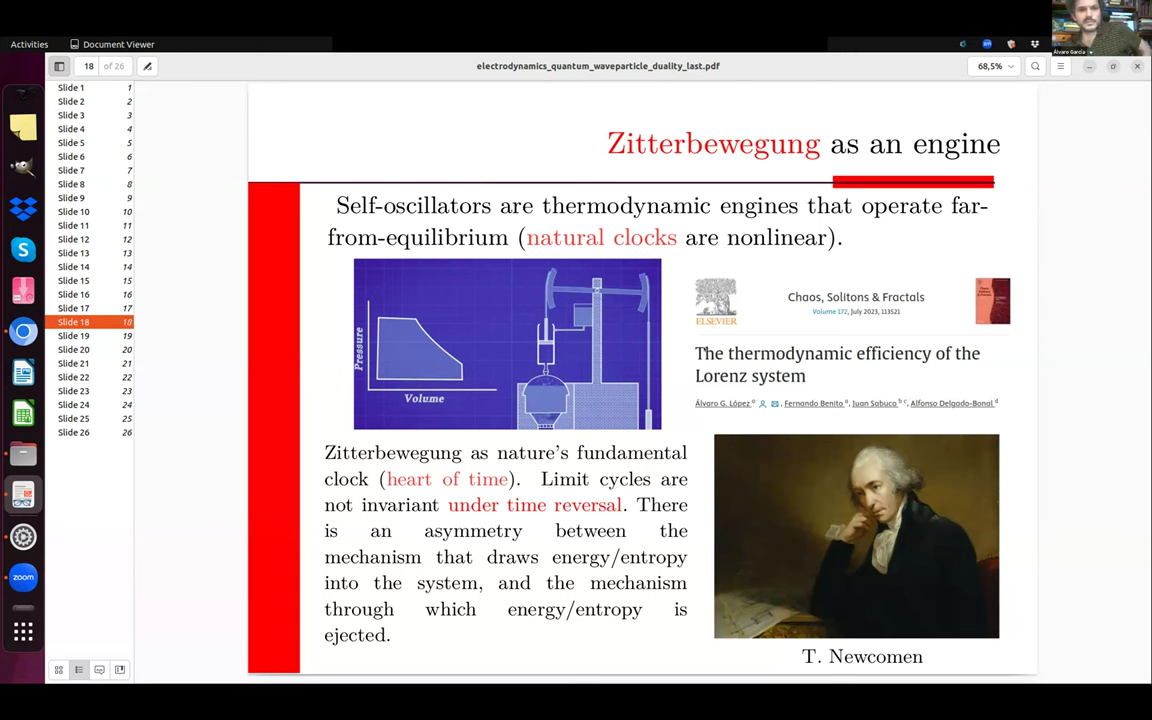 Álvaro García
Activities
Document Viewer
18 of 26
electrodynamics_quantum_waveparticle_duality_last.pdf
68,5%
Slide 1 1
Slide 2 2
Slide 3 3
Slide 4 4
Slide 5 5
Slide 6 6
Slide 7 7
Slide 8 8
Slide 9 9
Slide 10 10
Slide 11 11
Slide 12 12
Slide 13 13
Slide 14 14
Slide 15 15
Slide 16 16
Slide 17 17
Slide 18 18
Slide 19 19
Slide 20 20
Slide 21 21
Slide 22 22
Slide 23 23
Slide 24 24
Slide 25 25
Slide 26 26
zoom
Zitterbewegung as an engine
Self-oscillators are thermodynamic engines that operate far-
from-equilibrium (natural clocks are nonlinear).
Pressure
Volume
ELSEVIER
Chaos, Solitons & Fractals
Volume 172, July 2023, 113521
The thermodynamic efficiency of the
Lorenz system
Álvaro G. López a, Fernando Benito a, Juan Sabuco b c, Alfonso Delgado-Bonal d
Zitterbewegung as nature's fundamental
clock (heart of time). Limit cycles are
not invariant under time reversal. There
is an asymmetry between the
mechanism that draws energy/entropy
into the system, and the mechanism
through which energy/entropy is
ejected.
T. Newcomen